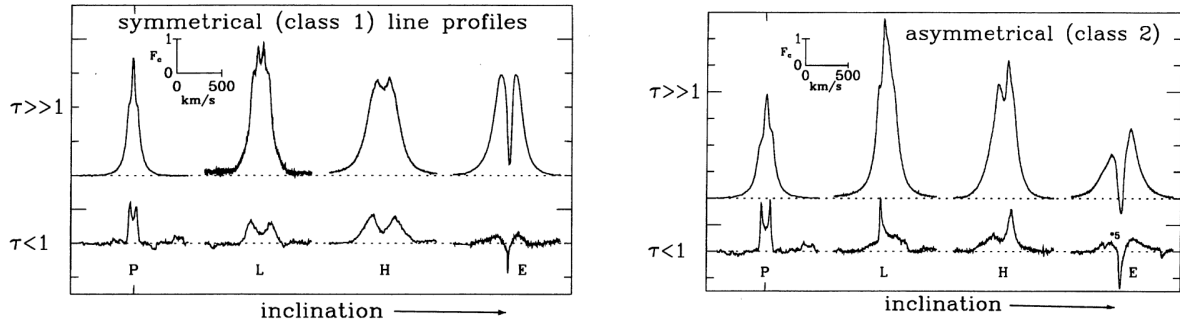 symmetrical (class 1) line profiles
1
F_c
0
0 500
km/s
τ>>1
τ<1
P L H E
inclination
asymmetrical (class 2)
1
F_c
0
0 500
km/s
τ>>1
τ<1
*5
P L H E
inclination